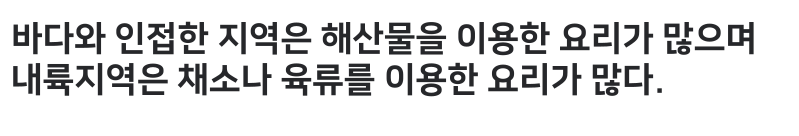 바다와 인접한 지역은 해산물을 이용한 요리가 많으며
내륙지역은 채소나 육류를 이용한 요리가 많다.